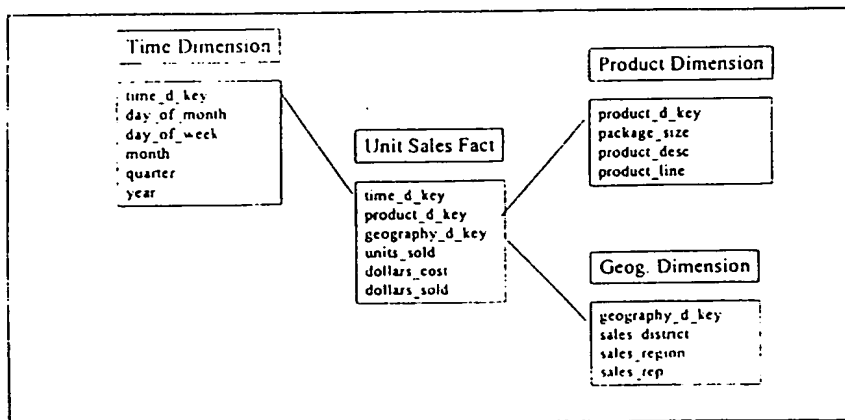 Time Dimension
time_d_key
day_of_month
day_of_week
month
quarter
year
Unit Sales Fact
time_d_key
product_d_key
geography_d_key
units_sold
dollars_cost
dollars_sold
Product Dimension
product_d_key
package_size
product_desc
product_line
Geog. Dimension
geography_d_key
sales_district
sales_region
sales_rep